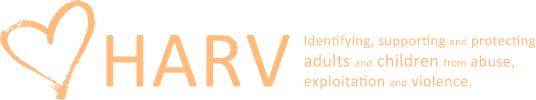 HARV
Identifying, supporting and protecting
adults and children from abuse,
exploitation and violence.